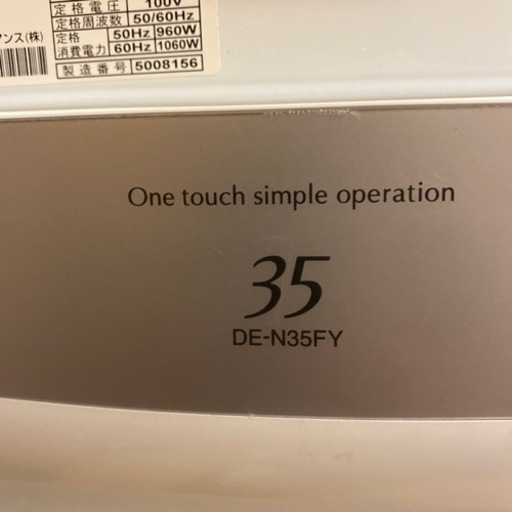 定格電圧 100V
定格周波数 50/60Hz
定格 50Hz 960W
消費電力 60Hz 1060W
製造番号 5008156
ンス(株)
One touch simple operation
35
DE-N35FY